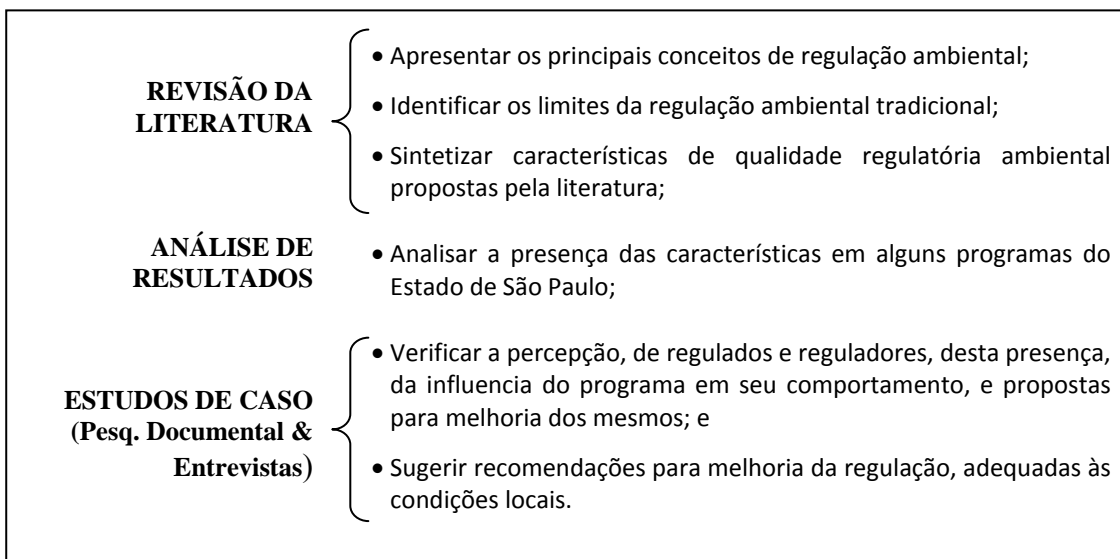 REVISÃO DA
LITERATURA
• Apresentar os principais conceitos de regulação ambiental;
• Identificar os limites da regulação ambiental tradicional;
• Sintetizar características de qualidade regulatória ambiental
propostas pela literatura;
ANÁLISE DE
RESULTADOS
• Analisar a presença das características em alguns programas do
Estado de São Paulo;
ESTUDOS DE CASO
(Pesq. Documental &
Entrevistas)
• Verificar a percepção, de regulados e reguladores, desta presença,
da influencia do programa em seu comportamento, e propostas
para melhoria dos mesmos; e
• Sugerir recomendações para melhoria da regulação, adequadas às
condições locais.